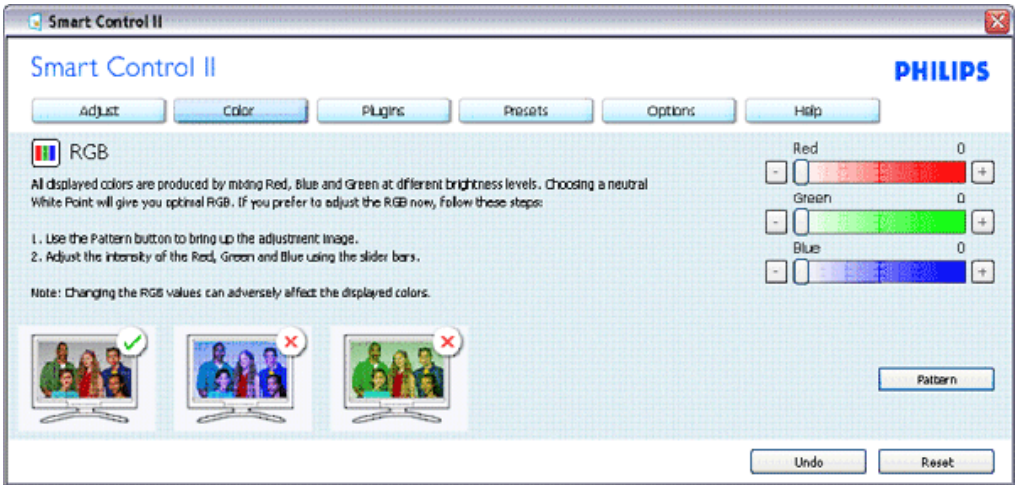 Smart Control II
Smart Control II
PHILIPS
Adjust Color Plugins Presets Options Help
RGB
All displayed colors are produced by mixing Red, Blue and Green at different brightness levels. Choosing a neutral
White Point will give you optimal RGB. If you prefer to adjust the RGB now, follow these steps:
1. Use the Pattern button to bring up the adjustment image.
2. Adjust the intensity of the Red, Green and Blue using the slider bars.
Note: Changing the RGB values can adversely affect the displayed colors.
Red 0
- +
Green 0
- +
Blue 0
- +
Pattern
Undo Reset